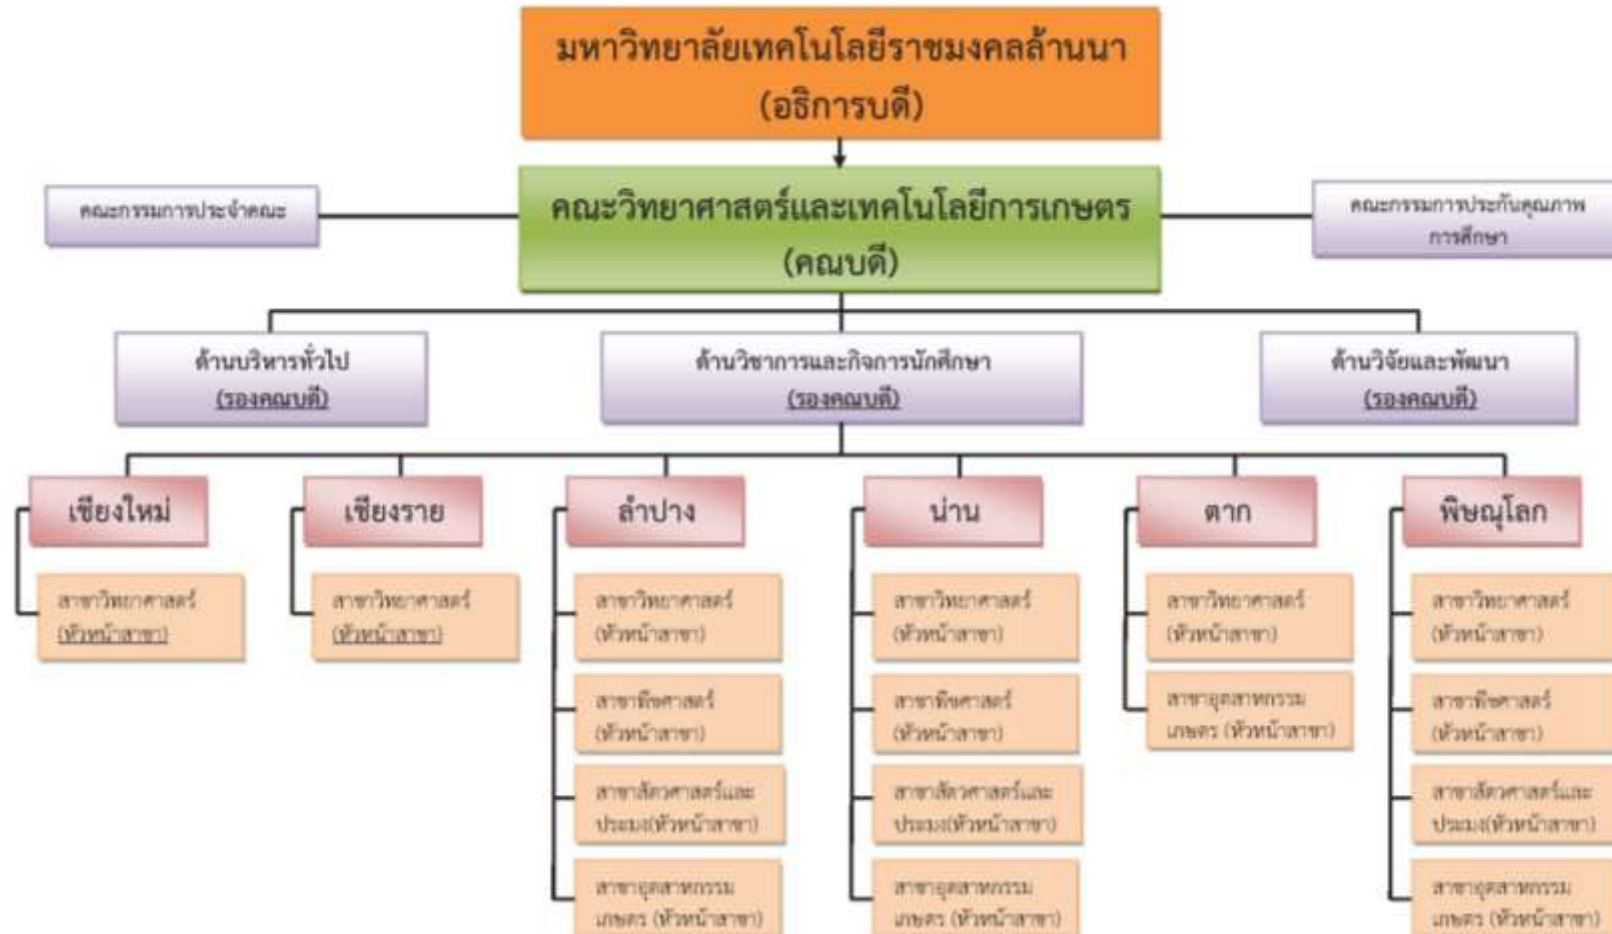 มหาวิทยาลัยเทคโนโลยีราชมงคลล้านนา
(อธิการบดี)
คณะกรรมการประจำคณะ
คณะวิทยาศาสตร์และเทคโนโลยีการเกษตร
(คณบดี)
คณะกรรมการประกันคุณภาพ
การศึกษา
ด้านบริหารทั่วไป
(รองคณบดี)
ด้านวิชาการและกิจการนักศึกษา
(รองคณบดี)
ด้านวิจัยและพัฒนา
(รองคณบดี)
เชียงใหม่
สาขาวิทยาศาสตร์
(หัวหน้าสาขา)
เชียงราย
สาขาวิทยาศาสตร์
(หัวหน้าสาขา)
ลำปาง
สาขาวิทยาศาสตร์
(หัวหน้าสาขา)
สาขาพืชศาสตร์
(หัวหน้าสาขา)
สาขาสัตวศาสตร์และ
ประมง(หัวหน้าสาขา)
สาขาอุตสาหกรรม
เกษตร (หัวหน้าสาขา)
น่าน
สาขาวิทยาศาสตร์
(หัวหน้าสาขา)
สาขาพืชศาสตร์
(หัวหน้าสาขา)
สาขาสัตวศาสตร์และ
ประมง(หัวหน้าสาขา)
สาขาอุตสาหกรรม
เกษตร (หัวหน้าสาขา)
ตาก
สาขาวิทยาศาสตร์
(หัวหน้าสาขา)
สาขาอุตสาหกรรม
เกษตร (หัวหน้าสาขา)
พิษณุโลก
สาขาวิทยาศาสตร์
(หัวหน้าสาขา)
สาขาพืชศาสตร์
(หัวหน้าสาขา)
สาขาสัตวศาสตร์และ
ประมง(หัวหน้าสาขา)
สาขาอุตสาหกรรม
เกษตร (หัวหน้าสาขา)